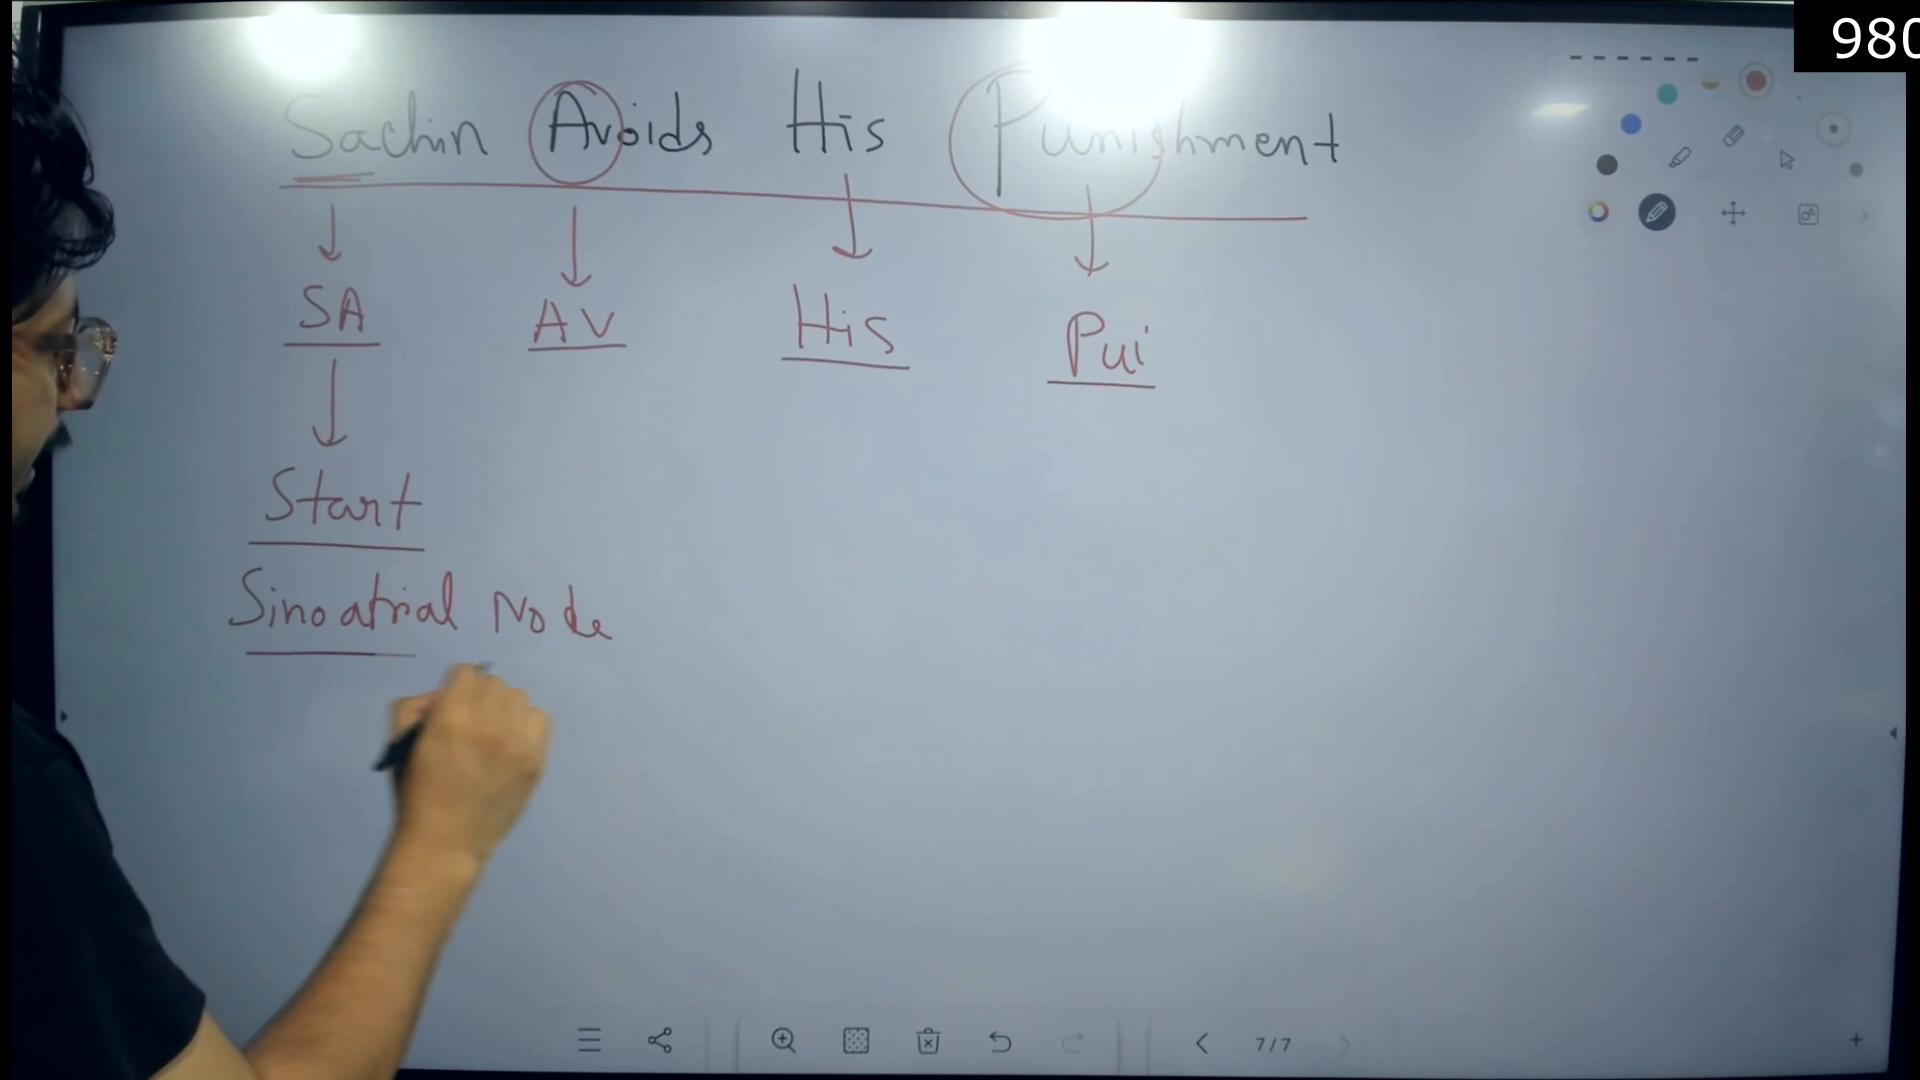 980
Sachin Avoids His Punishment
SA AV His Pui
Start
Sinoatrial Node
7/7